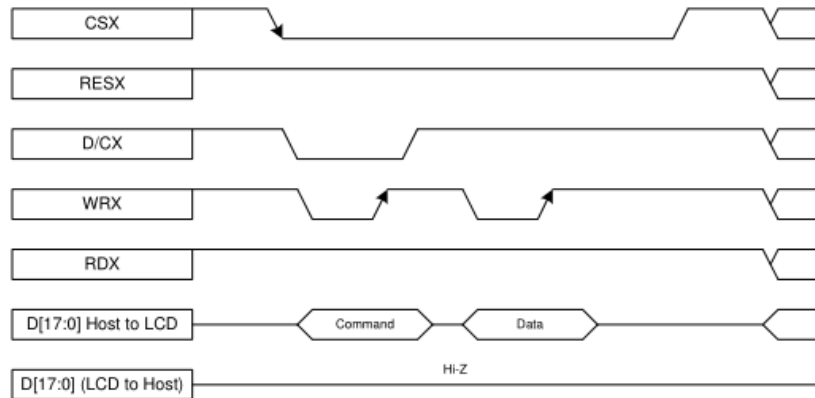 CSX
RESX
D/CX
WRX
RDX
D[17:0] Host to LCD
Command
Data
Hi-Z
D[17:0] (LCD to Host)